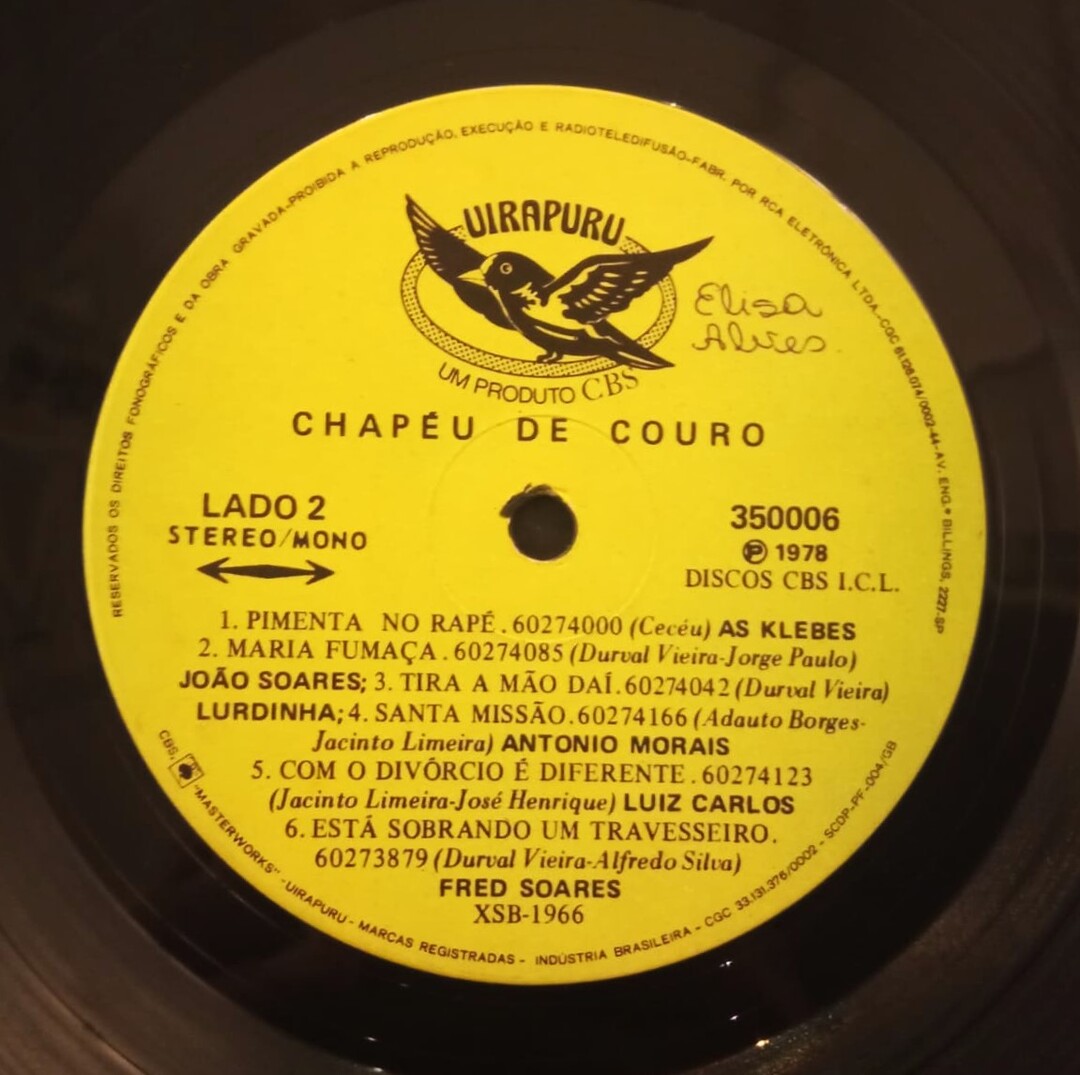 RESERVADOS OS DIREITOS FONOGRÁFICOS E DA OBRA GRAVADA-PROIBIDA A REPRODUÇÃO, EXECUÇÃO E RADIOTELEDIFUSÃO-FABR. POR RCA ELETRÔNICA LTDA-CGC 61.126.074/0002-44-AV. ENG.º BILLINGS, 2227-SP
UIRAPURU
Elisa
Alves
UM PRODUTO CBS
CHAPÉU DE COURO
LADO 2
STEREO/MONO
350006
Ⓟ 1978
DISCOS CBS I.C.L.
1. PIMENTA NO RAPÉ.60274000 (Cecéu) AS KLEBES
2. MARIA FUMAÇA.60274085 (Durval Vieira-Jorge Paulo)
JOÃO SOARES; 3. TIRA A MÃO DAÍ.60274042 (Durval Vieira)
LURDINHA; 4. SANTA MISSÃO.60274166 (Adauto Borges-
Jacinto Limeira) ANTONIO MORAIS
5. COM O DIVÓRCIO É DIFERENTE.60274123
(Jacinto Limeira-José Henrique) LUIZ CARLOS
6. ESTÁ SOBRANDO UM TRAVESSEIRO.
60273879 (Durval Vieira-Alfredo Silva)
FRED SOARES
XSB-1966
CBS, "MASTERWORKS" -UIRAPURU- MARCAS REGISTRADAS - INDÚSTRIA BRASILEIRA - CGC 33.131.376/0002 - SCDP-PF-004/GB